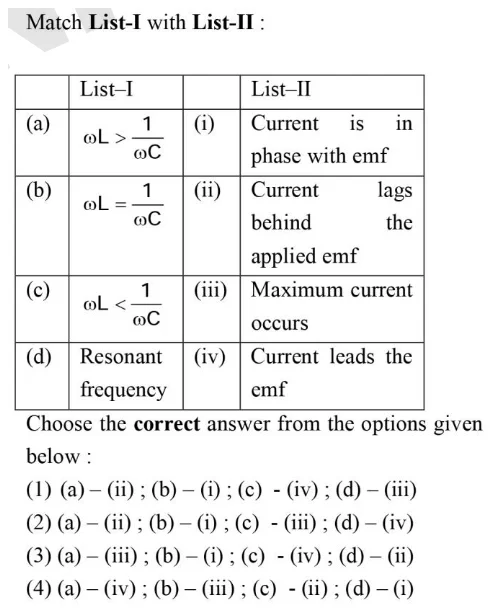 Match List-I with List-II :
List–I List–II
(a) ωL > 1/ωC (i) Current is in
phase with emf
(b) ωL = 1/ωC (ii) Current lags
behind the
applied emf
(c) ωL < 1/ωC (iii) Maximum current
occurs
(d) Resonant (iv) Current leads the
frequency emf
Choose the correct answer from the options given
below :
(1) (a) – (ii) ; (b) – (i) ; (c) - (iv) ; (d) – (iii)
(2) (a) – (ii) ; (b) – (i) ; (c) - (iii) ; (d) – (iv)
(3) (a) – (iii) ; (b) – (i) ; (c) - (iv) ; (d) – (ii)
(4) (a) – (iv) ; (b) – (iii) ; (c) - (ii) ; (d) – (i)